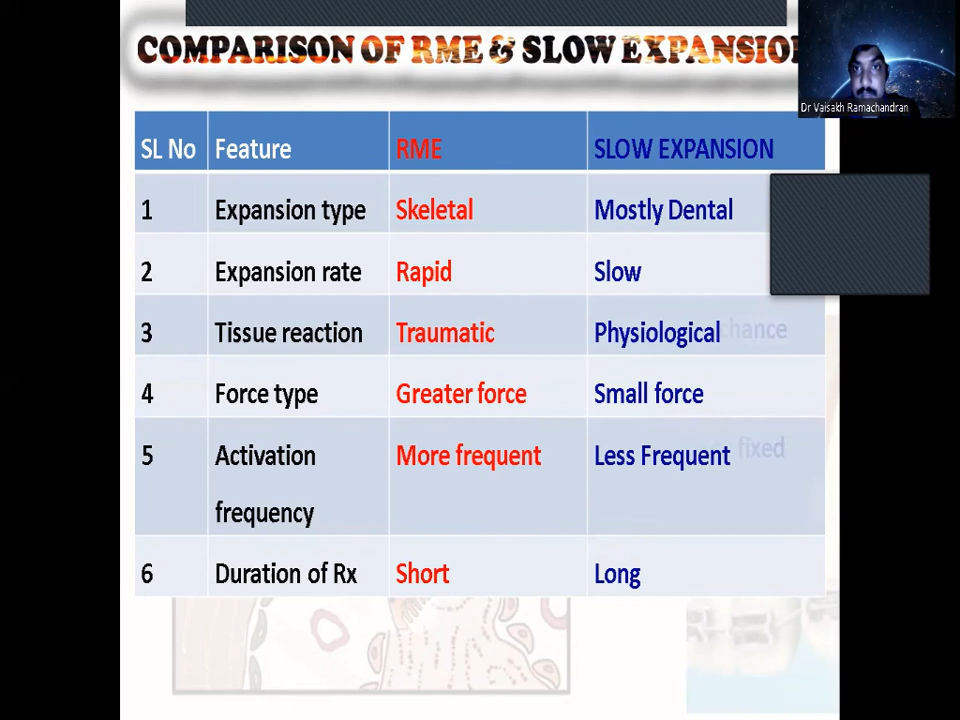 COMPARISON OF RME & SLOW EXPANSION
Dr Vaisakh Ramachandran
SL No Feature RME SLOW EXPANSION
1 Expansion type Skeletal Mostly Dental
2 Expansion rate Rapid Slow
3 Tissue reaction Traumatic Physiological
chance
4 Force type Greater force Small force
5 Activation More frequent Less Frequent
fixed
frequency
6 Duration of Rx Short Long